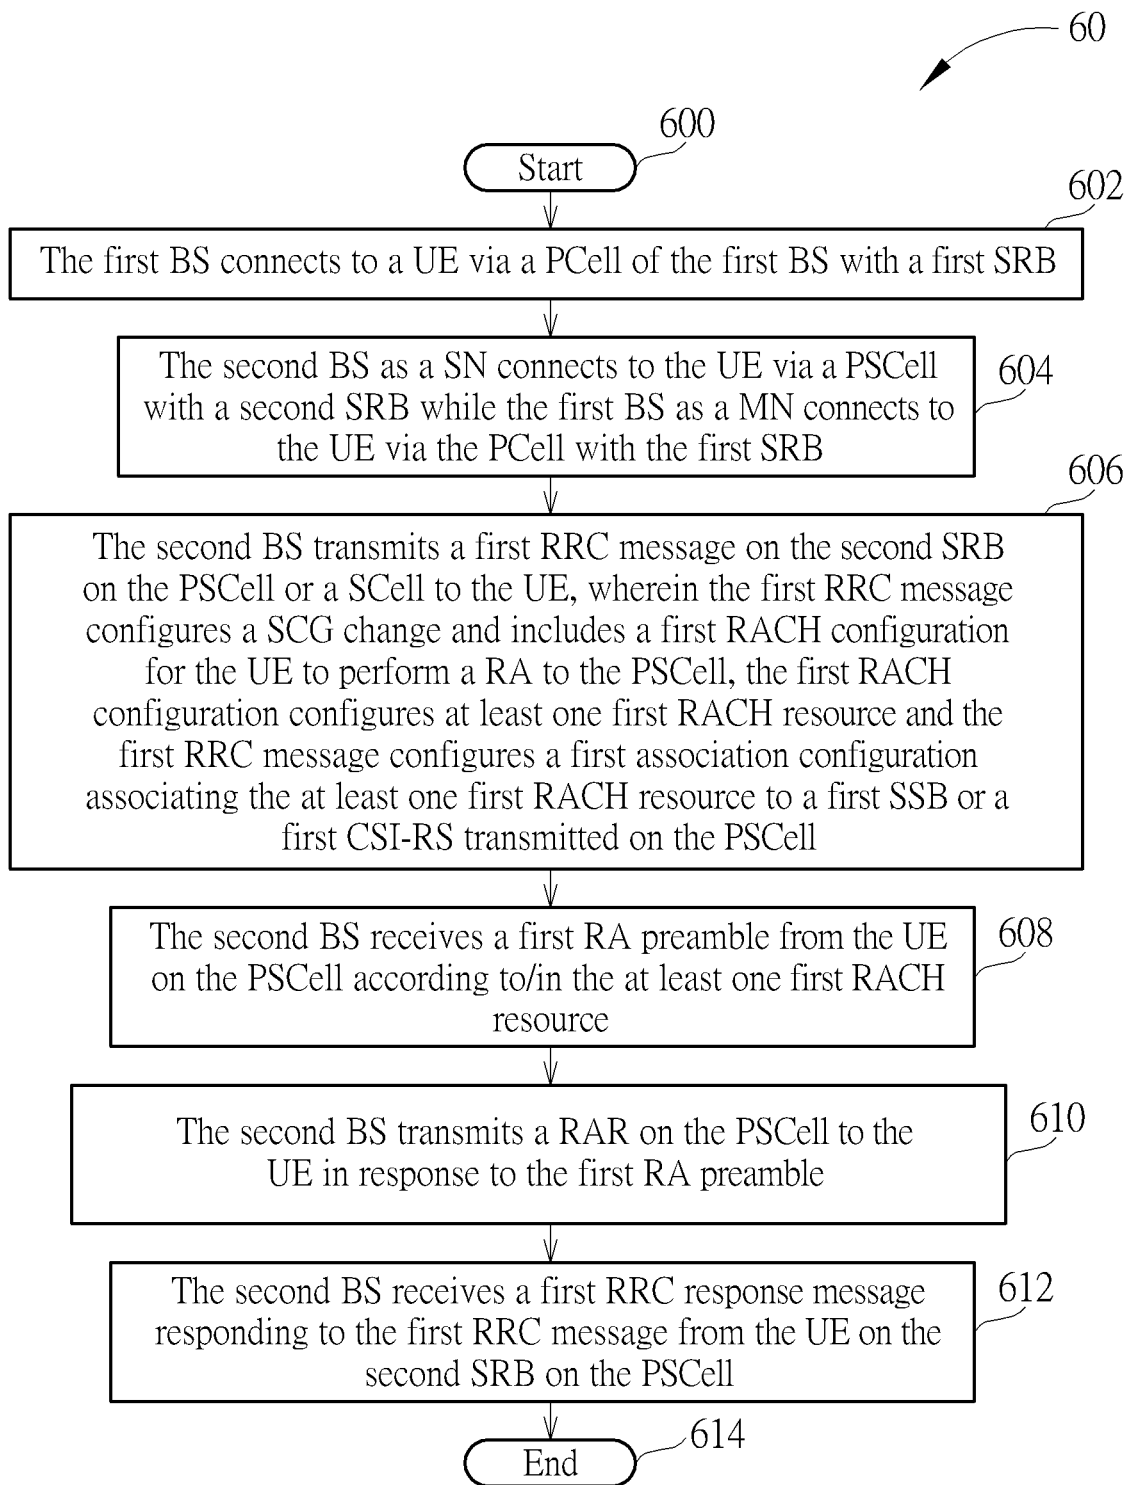 60
600
Start
602
The first BS connects to a UE via a PCell of the first BS with a first SRB
The second BS as a SN connects to the UE via a PSCell
with a second SRB while the first BS as a MN connects to
the UE via the PCell with the first SRB
604
606
The second BS transmits a first RRC message on the second SRB
on the PSCell or a SCell to the UE, wherein the first RRC message
configures a SCG change and includes a first RACH configuration
for the UE to perform a RA to the PSCell, the first RACH
configuration configures at least one first RACH resource and the
first RRC message configures a first association configuration
associating the at least one first RACH resource to a first SSB or a
first CSI-RS transmitted on the PSCell
The second BS receives a first RA preamble from the UE
on the PSCell according to/in the at least one first RACH
resource
608
The second BS transmits a RAR on the PSCell to the
UE in response to the first RA preamble
610
The second BS receives a first RRC response message
responding to the first RRC message from the UE on the
second SRB on the PSCell
612
End
614